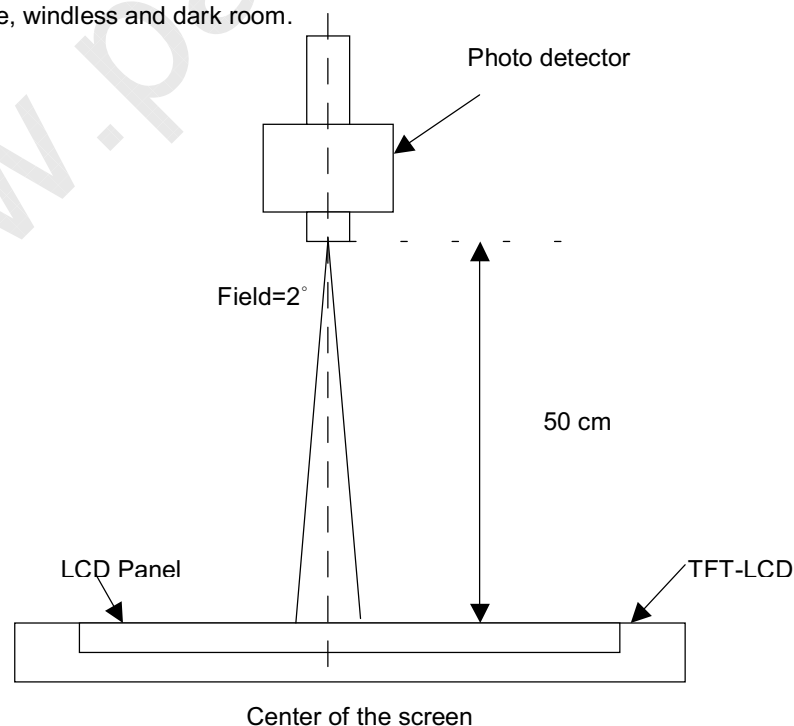 e, windless and dark room.
Photo detector
Field=2°
50 cm
LCD Panel
TFT-LCD
Center of the screen